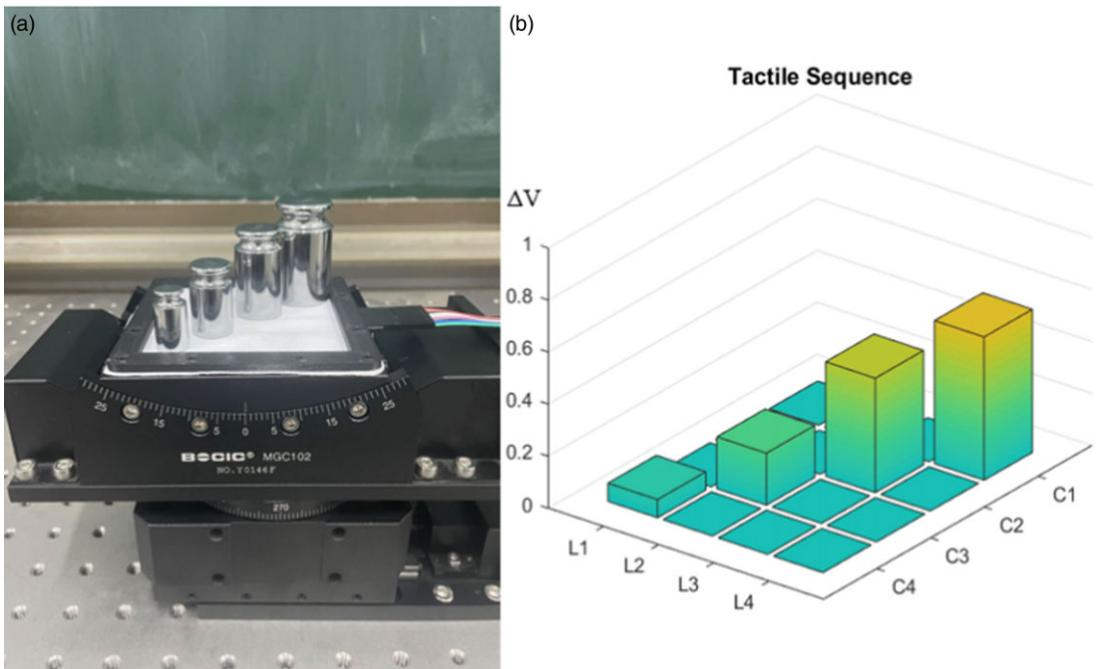 (a)
25
15
5
0
5
15
25
BOCIC® MGC102
NO.Y0146F
270
(b)
Tactile Sequence
ΔV
1
0.8
0.6
0.4
0.2
0
L1
L2
L3
L4
C4
C3
C2
C1